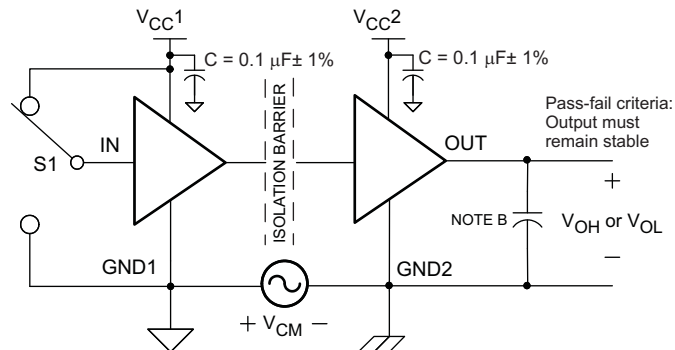 VCC1
VCC2
C = 0.1 μF± 1%
C = 0.1 μF± 1%
Pass-fail criteria:
Output must
remain stable
IN
OUT
S1
ISOLATION BARRIER
+
NOTE B
VOH or VOL
–
GND1
GND2
+ VCM –